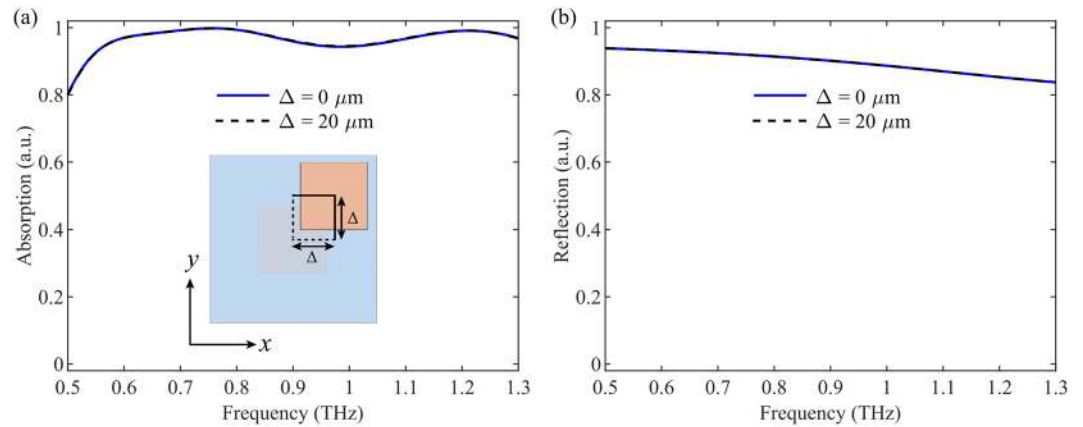 (a)
Absorption (a.u.)
1
0.8
0.6
0.4
0.2
0
Δ = 0 μm
Δ = 20 μm
Δ
Δ
y
x
0.5 0.6 0.7 0.8 0.9 1 1.1 1.2 1.3
Frequency (THz)
(b)
Reflection (a.u.)
1
0.8
0.6
0.4
0.2
0
Δ = 0 μm
Δ = 20 μm
0.5 0.6 0.7 0.8 0.9 1 1.1 1.2 1.3
Frequency (THz)